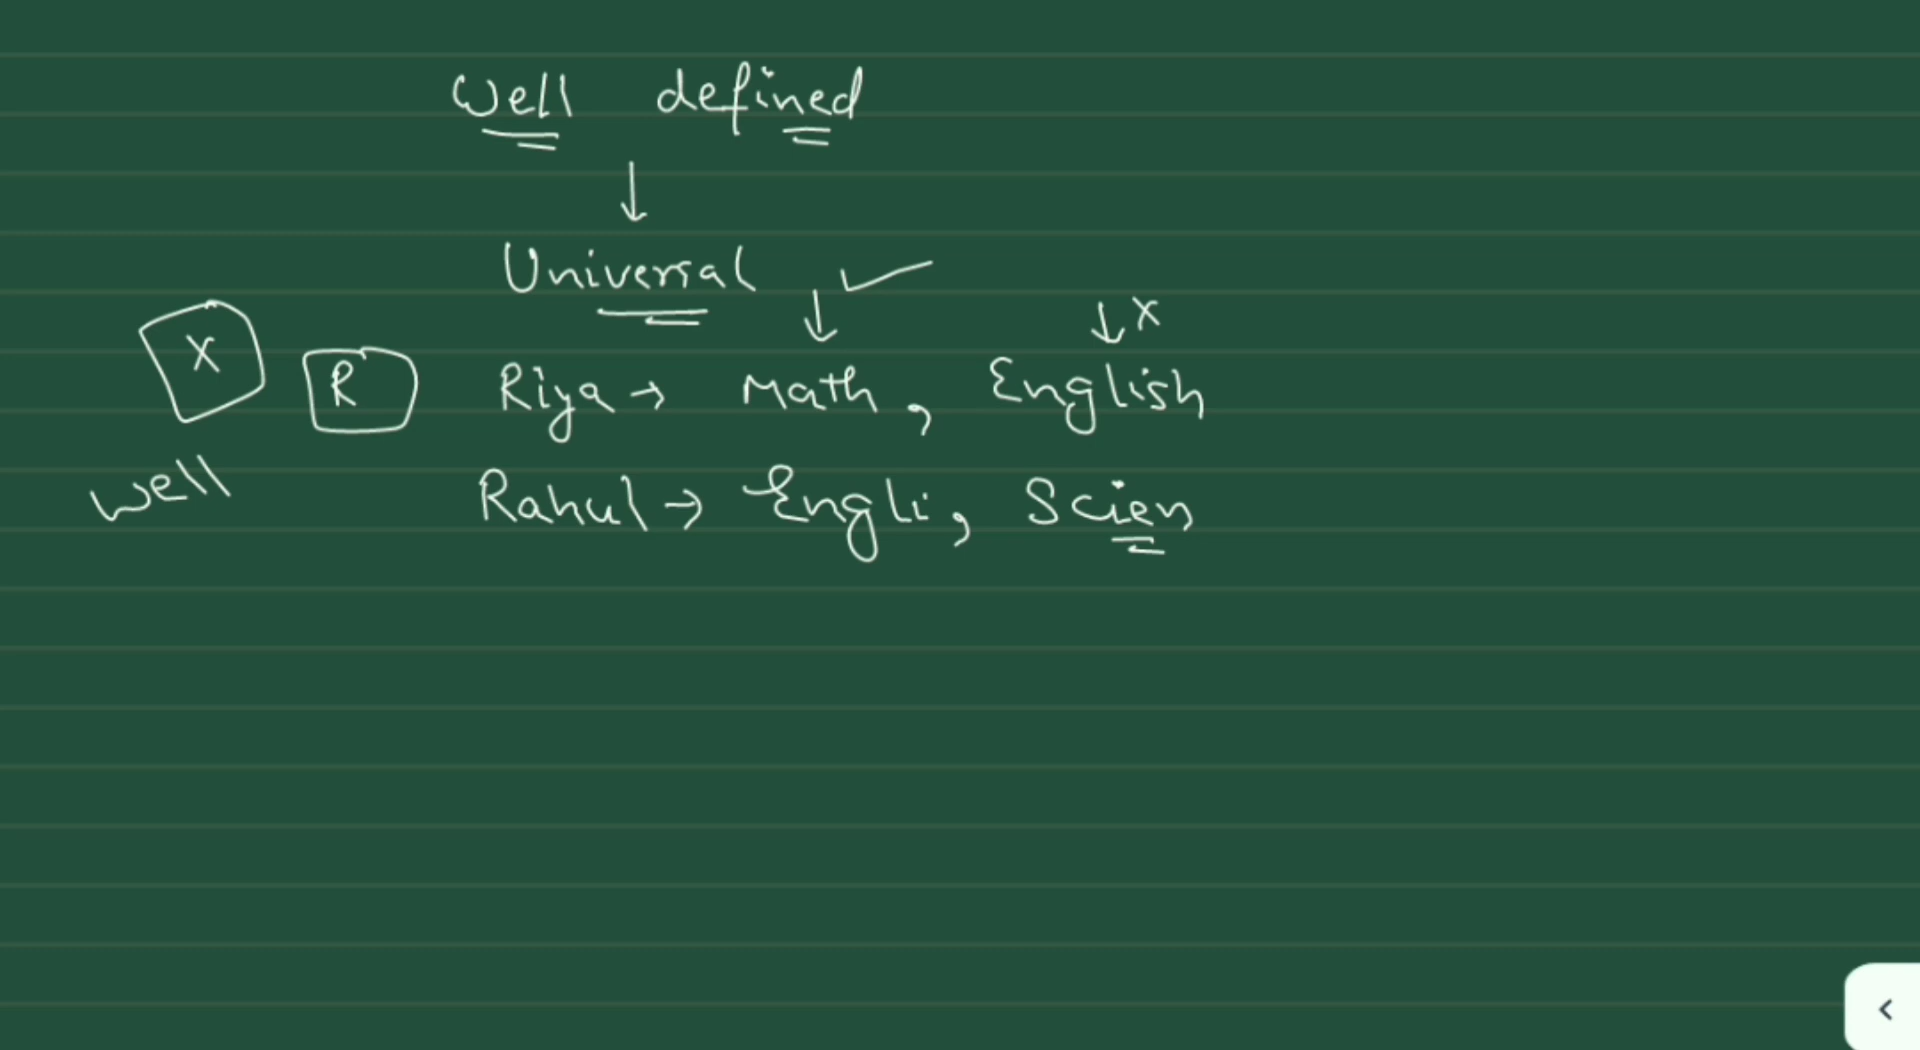 Well defined
↓
Universal ✓
↓ ↓ X
X R Riya → Math, English
well Rahul → Engli, Scien